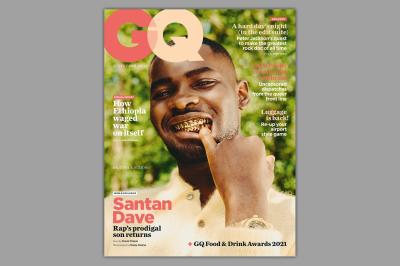 GQ
A hard day's night
(in the edit suite)
Peter Jackson's quest
to make the greatest
rock doc of all time
Uncensored
dispatches
from the queer
front line
How
Ethiopia
waged
war
on itself
Luggage
is back!
Re-up your
airport
style game
Santan
Dave
Rap's prodigal
son returns
+ GQ Food & Drink Awards 2021